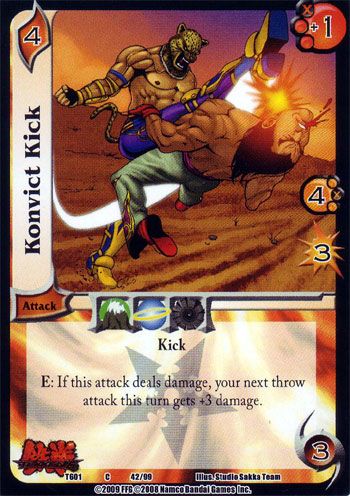 4
+1
Konvict Kick
4
3
Attack
Kick
E: If this attack deals damage, your next throw
attack this turn gets +3 damage.
3
T601 C 42/99 Illus. Studio Sakka Team
©2009 FFG ©2008 Namco Bandai Games Inc.